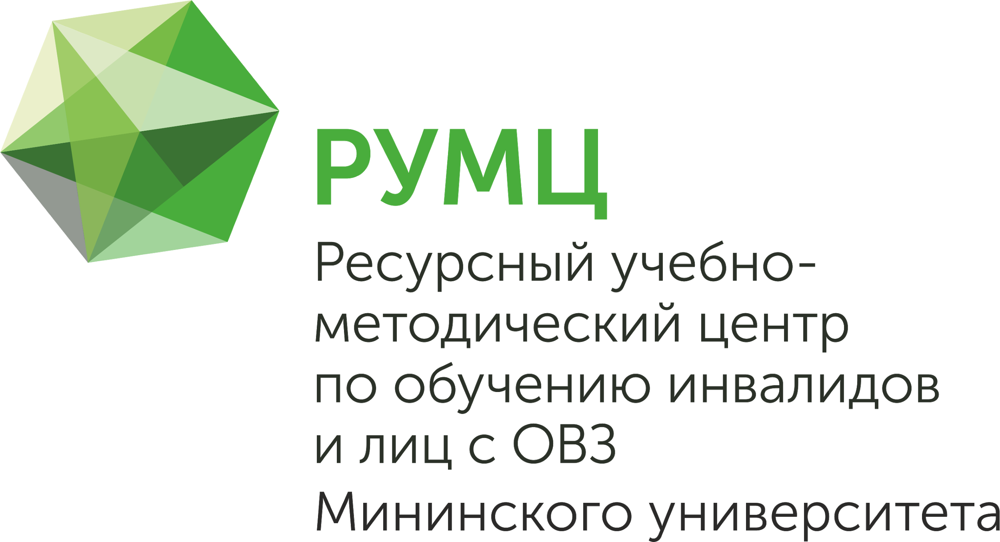 РУМЦ
Ресурсный учебно-
методический центр
по обучению инвалидов
и лиц с ОВЗ
Мининского университета